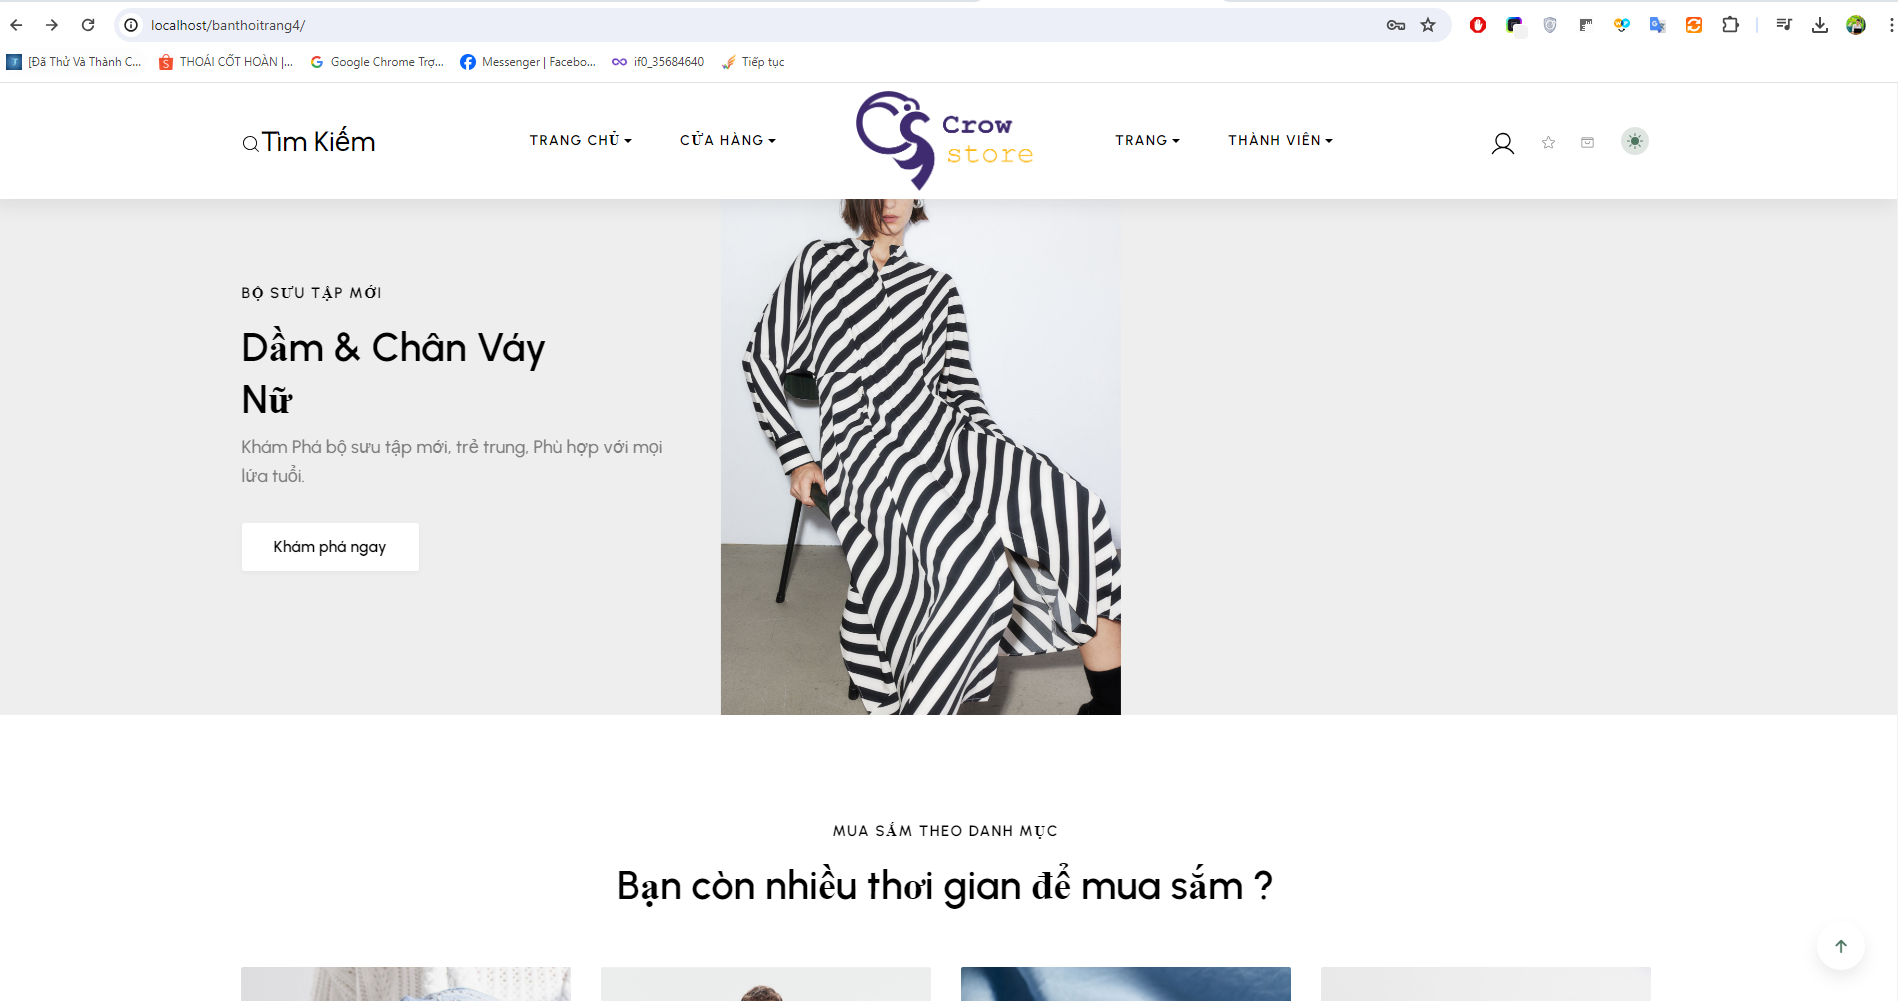 localhost/banthoitrang4/
[Đã Thử Và Thành C...
THOÁI CỐT HOÀN |...
Google Chrome Trợ...
Messenger | Facebo...
if0_35684640
Tiếp tục
Tìm Kiếm
TRANG CHỦ
CỬA HÀNG
Crow
store
TRANG
THÀNH VIÊN
BỘ SƯU TẬP MỚI
Dầm & Chân Váy
Nữ
Khám Phá bộ sưu tập mới, trẻ trung, Phù hợp với mọi
lứa tuổi.
Khám phá ngay
MUA SẮM THEO DANH MỤC
Bạn còn nhiều thơi gian để mua sắm ?